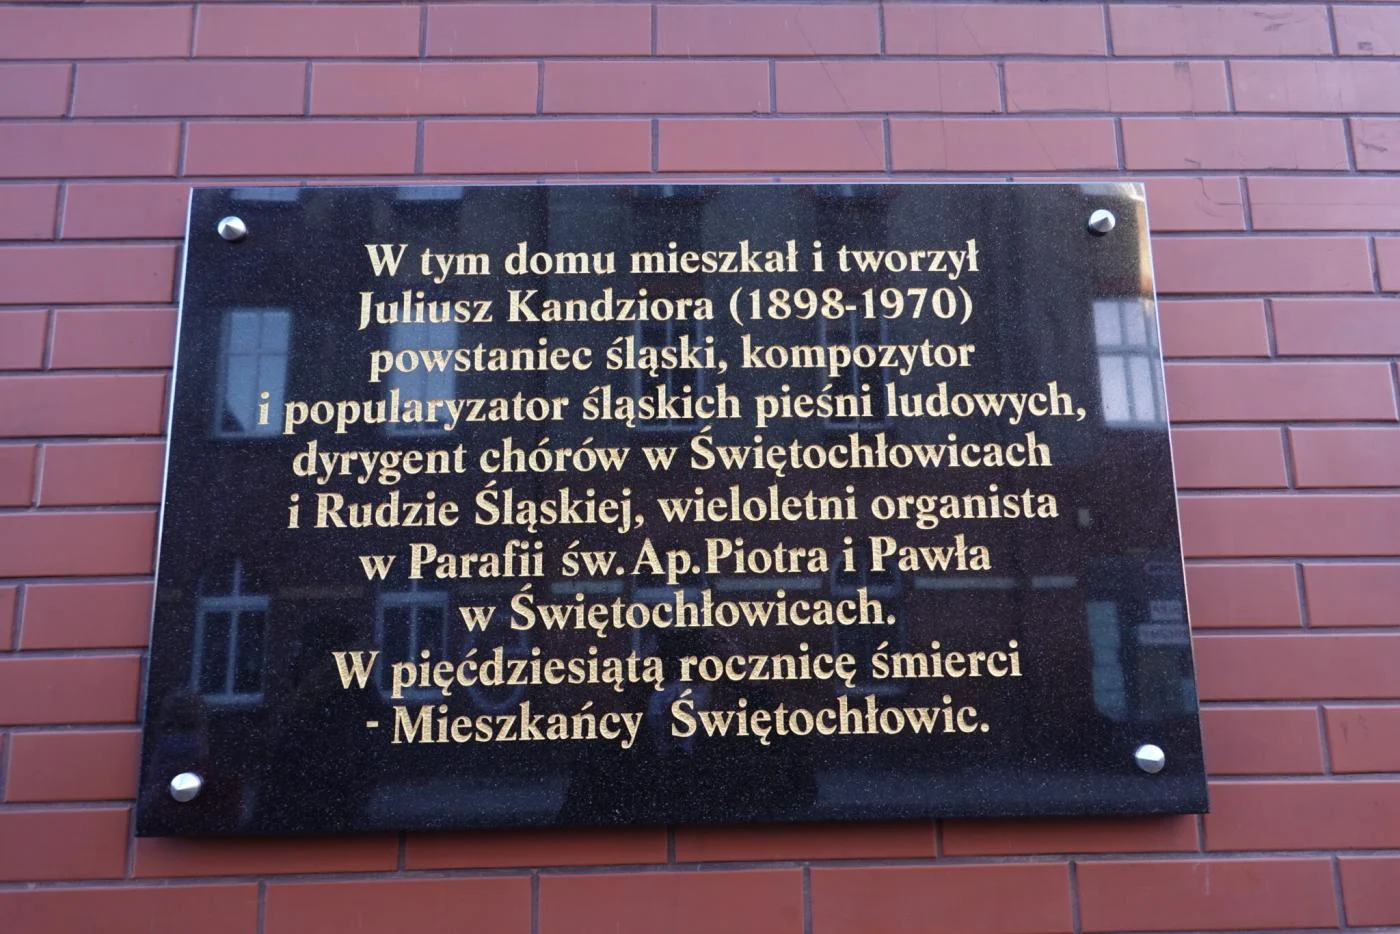 W tym domu mieszkał i tworzył
Juliusz Kandziora (1898-1970)
powstaniec śląski, kompozytor
i popularyzator śląskich pieśni ludowych,
dyrygent chórów w Świętochłowicach
i Rudzie Śląskiej, wieloletni organista
w Parafii św. Ap.Piotra i Pawła
w Świętochłowicach.
W pięćdziesiątą rocznicę śmierci
- Mieszkańcy Świętochłowic.